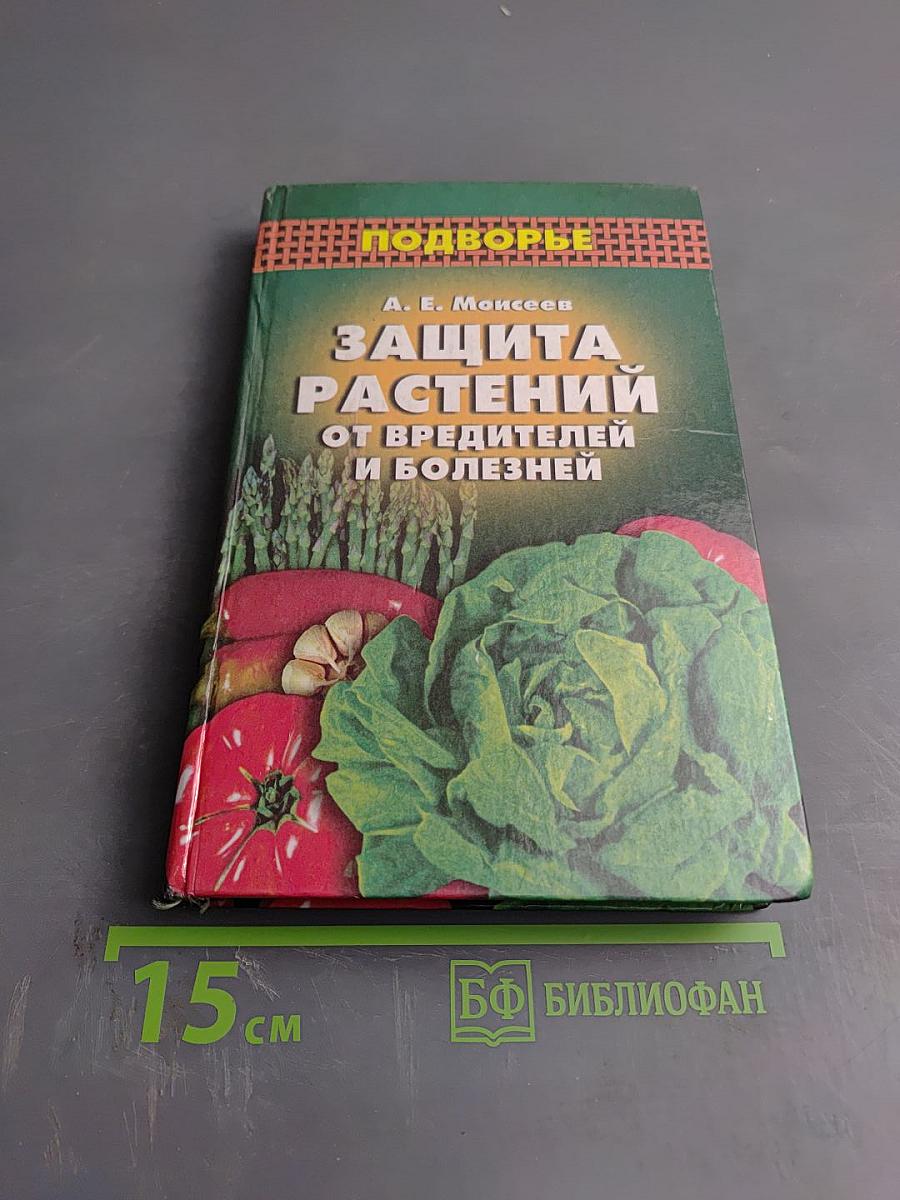 ПОДВОРЬЕ
А. Е. Моисеев
ЗАЩИТА
РАСТЕНИЙ
ОТ ВРЕДИТЕЛЕЙ
И БОЛЕЗНЕЙ
15 см
БФ БИБЛИОФАН